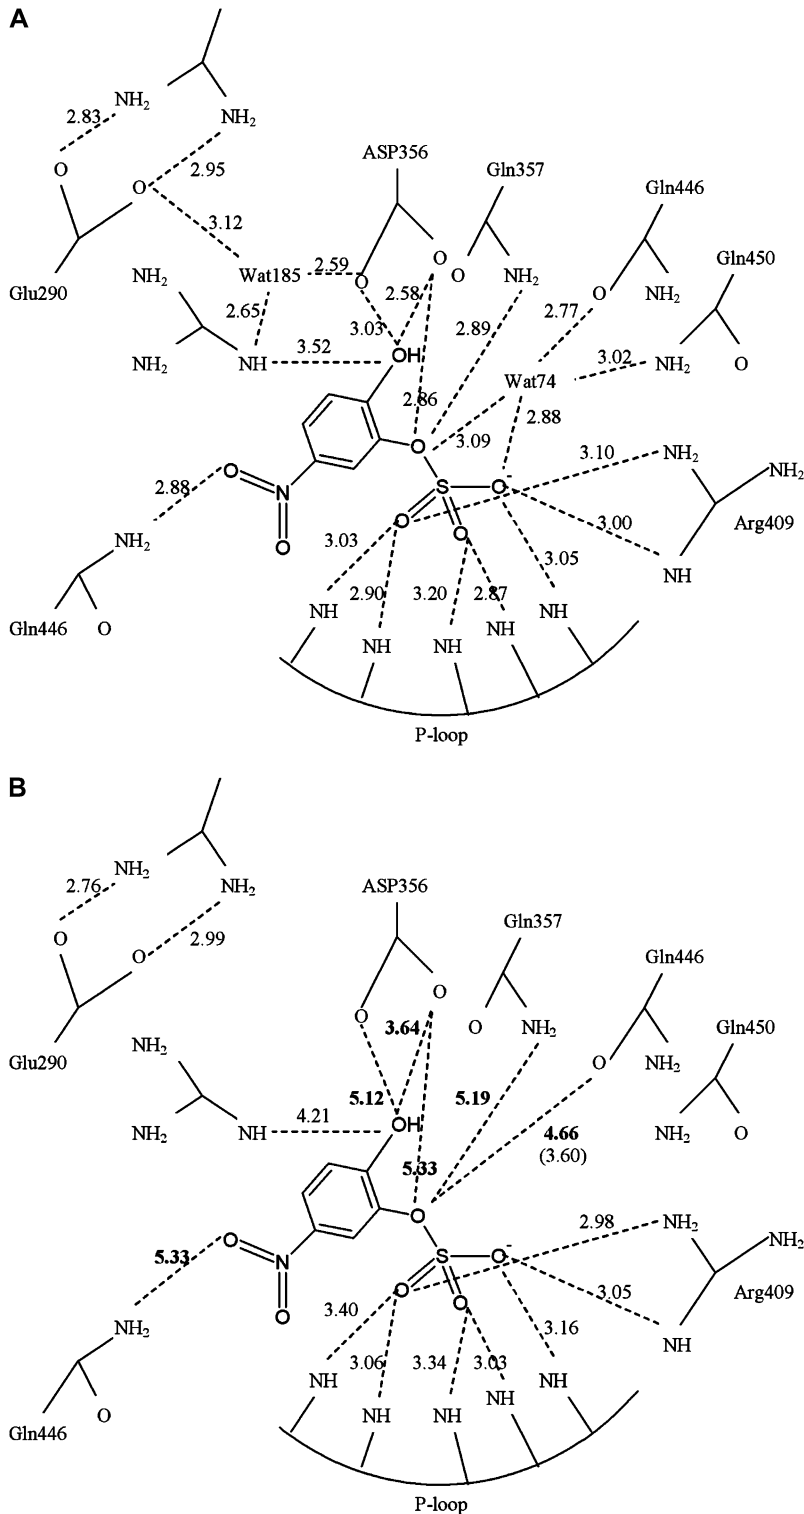 A
NH2
2.83
NH2
ASP356
O
2.95
Gln357
O
Gln446
3.12
O
Gln450
Wat185
2.59
O
NH2
O
NH2
O
NH2
Glu290
2.58
2.65
2.77
3.03
2.89
3.52
OH
3.02
NH2
NH
NH2
O
Wat74
2.86
2.88
O
3.09
3.10
NH2
O
NH2
2.88
S
O-
N
O
3.00
Arg409
O
NH2
3.03
O
3.05
NH
2.90
3.20
2.87
NH
NH
Gln446
O
NH
NH
NH
P-loop
B
NH2
2.76
NH2
ASP356
Gln357
O
2.99
O
Gln446
O
O
O
NH2
Gln450
3.64
NH2
O
NH2
Glu290
5.12
5.19
4.21
OH
4.66
NH2
NH
NH2
O
(3.60)
5.33
O
2.98
NH2
O
NH2
5.33
S
O-
N
O
3.05
Arg409
O
3.40
O
3.16
NH2
NH
3.06
3.34
3.03
NH
NH
NH
O
NH
NH
Gln446
P-loop